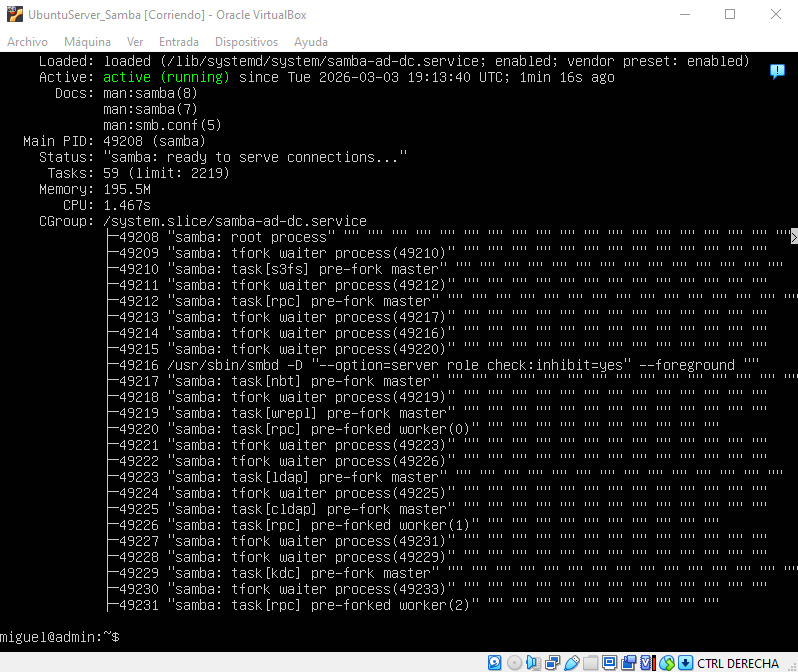 UbuntuServer_Samba [Corriendo] - Oracle VirtualBox
Archivo Máquina Ver Entrada Dispositivos Ayuda
Loaded: loaded (/lib/systemd/system/samba-ad-dc.service; enabled; vendor preset: enabled)
Active: active (running) since Tue 2026-03-03 19:13:40 UTC; 1min 16s ago
Docs: man:samba(8)
man:samba(7)
man:smb.conf(5)
Main PID: 49208 (samba)
Status: "samba: ready to serve connections..."
Tasks: 59 (limit: 2219)
Memory: 195.5M
CPU: 1.467s
CGroup: /system.slice/samba-ad-dc.service
├─49208 "samba: root process" "" "" "" "" "" "" "" "" "" "" "" "" "" "" "" "" "" "" ""
├─49209 "samba: tfork waiter process(49210)" "" "" "" "" "" "" "" "" "" "" "" "" ""
├─49210 "samba: task[s3fs] pre-fork master" "" "" "" "" "" "" "" "" "" "" "" "" "" ""
├─49211 "samba: tfork waiter process(49212)" "" "" "" "" "" "" "" "" "" "" "" "" ""
├─49212 "samba: task[rpc] pre-fork master" "" "" "" "" "" "" "" "" "" "" "" "" "" "" ""
├─49213 "samba: tfork waiter process(49217)" "" "" "" "" "" "" "" "" "" "" "" "" ""
├─49214 "samba: tfork waiter process(49216)" "" "" "" "" "" "" "" "" "" "" "" "" ""
├─49215 "samba: tfork waiter process(49220)" "" "" "" "" "" "" "" "" "" "" "" "" ""
├─49216 /usr/sbin/smbd -D "--option=server role check:inhibit=yes" --foreground ""
├─49217 "samba: task[nbt] pre-fork master" "" "" "" "" "" "" "" "" "" "" "" "" "" "" ""
├─49218 "samba: tfork waiter process(49219)" "" "" "" "" "" "" "" "" "" "" "" "" ""
├─49219 "samba: task[wrepl] pre-fork master" "" "" "" "" "" "" "" "" "" "" "" "" ""
├─49220 "samba: task[rpc] pre-forked worker(0)" "" "" "" "" "" "" "" "" "" ""
├─49221 "samba: tfork waiter process(49223)" "" "" "" "" "" "" "" "" "" "" "" "" ""
├─49222 "samba: tfork waiter process(49226)" "" "" "" "" "" "" "" "" "" "" "" "" ""
├─49223 "samba: task[ldap] pre-fork master" "" "" "" "" "" "" "" "" "" "" "" "" "" ""
├─49224 "samba: tfork waiter process(49225)" "" "" "" "" "" "" "" "" "" "" "" "" ""
├─49225 "samba: task[cldap] pre-fork master" "" "" "" "" "" "" "" "" "" "" "" "" ""
├─49226 "samba: task[rpc] pre-forked worker(1)" "" "" "" "" "" "" "" "" "" ""
├─49227 "samba: tfork waiter process(49231)" "" "" "" "" "" "" "" "" "" "" "" "" ""
├─49228 "samba: tfork waiter process(49229)" "" "" "" "" "" "" "" "" "" "" "" "" ""
├─49229 "samba: task[kdc] pre-fork master" "" "" "" "" "" "" "" "" "" "" "" "" "" "" ""
├─49230 "samba: tfork waiter process(49233)" "" "" "" "" "" "" "" "" "" "" "" "" ""
├─49231 "samba: task[rpc] pre-forked worker(2)" "" "" "" "" "" "" "" "" "" ""
miguel@admin:~$
CTRL DERECHA